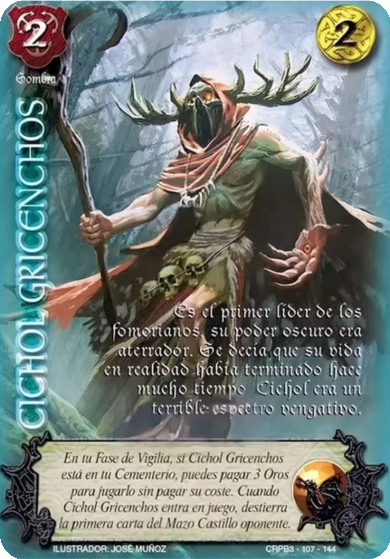 2
2
Sombra
CICHOL GRICENCHOS
Es el primer líder de los
fomorianos, su poder oscuro era
aterrador. Se decía que su vida
en realidad había terminado hace
mucho tiempo. Cichol era un
terrible espectro vengativo.
En tu Fase de Vigilia, si Cichol Gricenchos
está en tu Cementerio, puedes pagar 3 Oros
para jugarlo sin pagar su coste. Cuando
Cichol Gricenchos entra en juego, destierra
la primera carta del Mazo Castillo oponente.
ILUSTRADOR: JOSÉ MUÑOZ
CRPB3 - 107 - 144